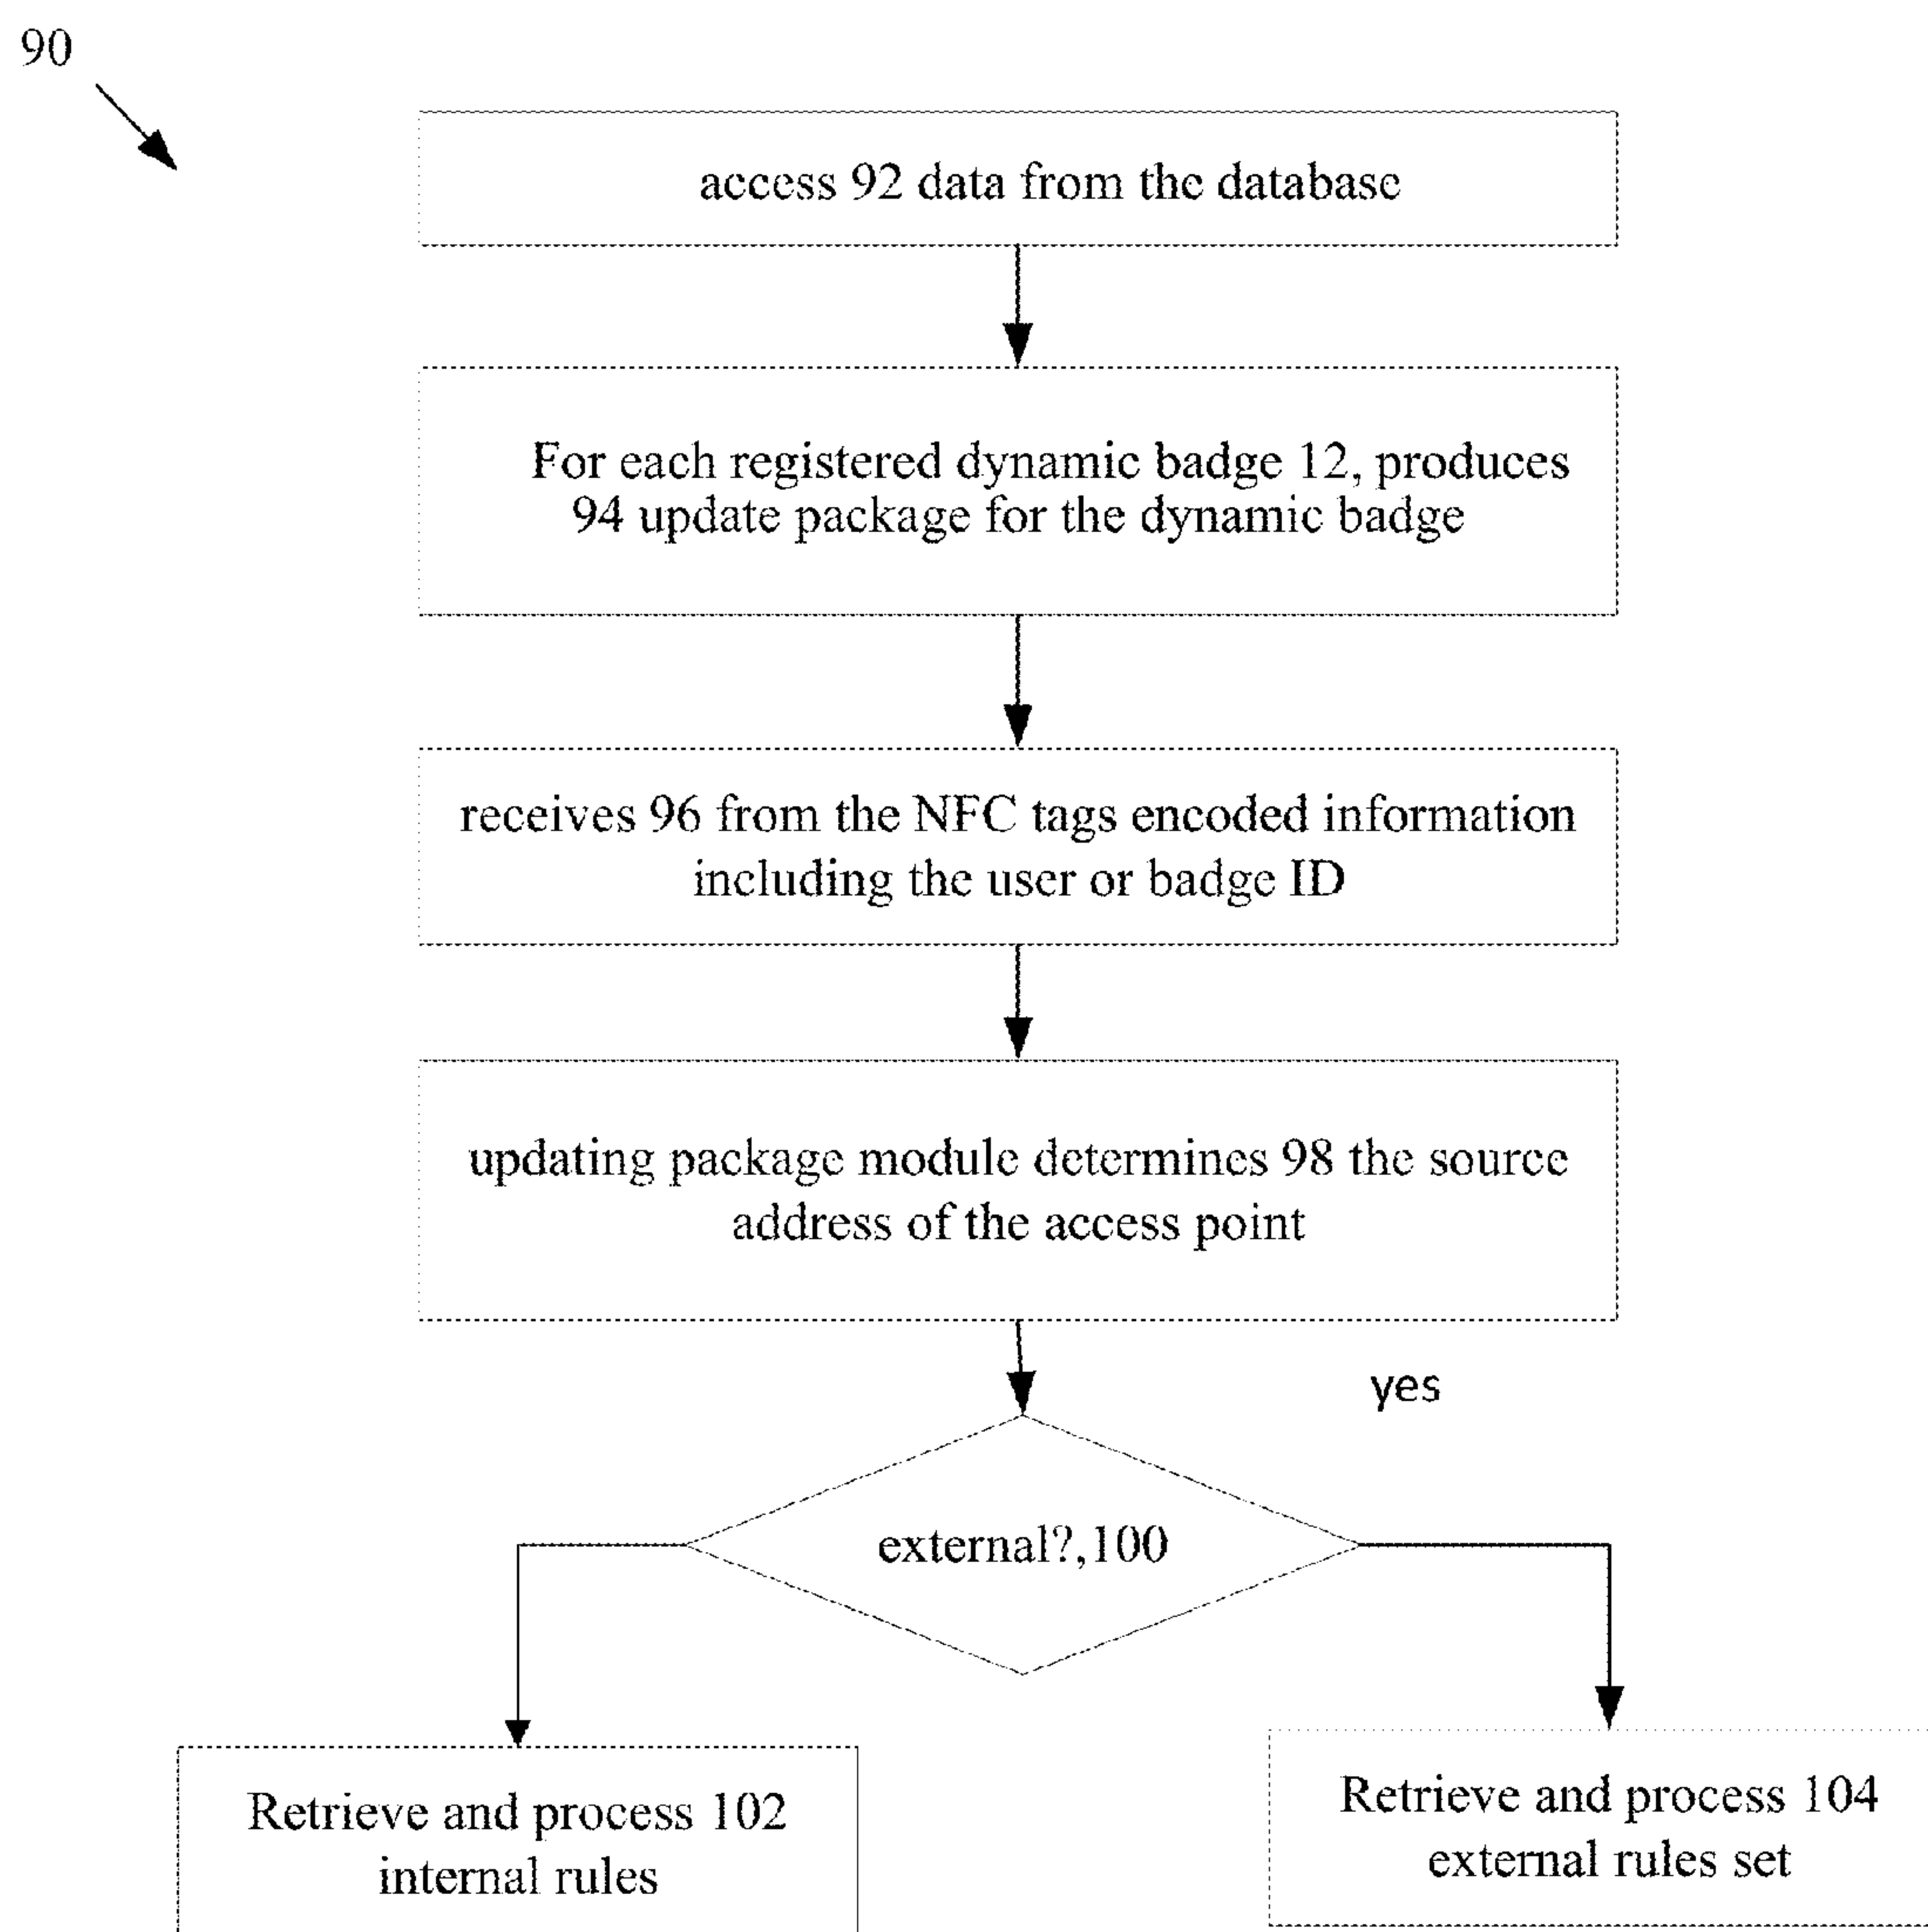 90
access 92 data from the database
For each registered dynamic badge 12, produces
94 update package for the dynamic badge
receives 96 from the NFC tags encoded information
including the user or badge ID
updating package module determines 98 the source
address of the access point
yes
external?,100
Retrieve and process 102
internal rules
Retrieve and process 104
external rules set